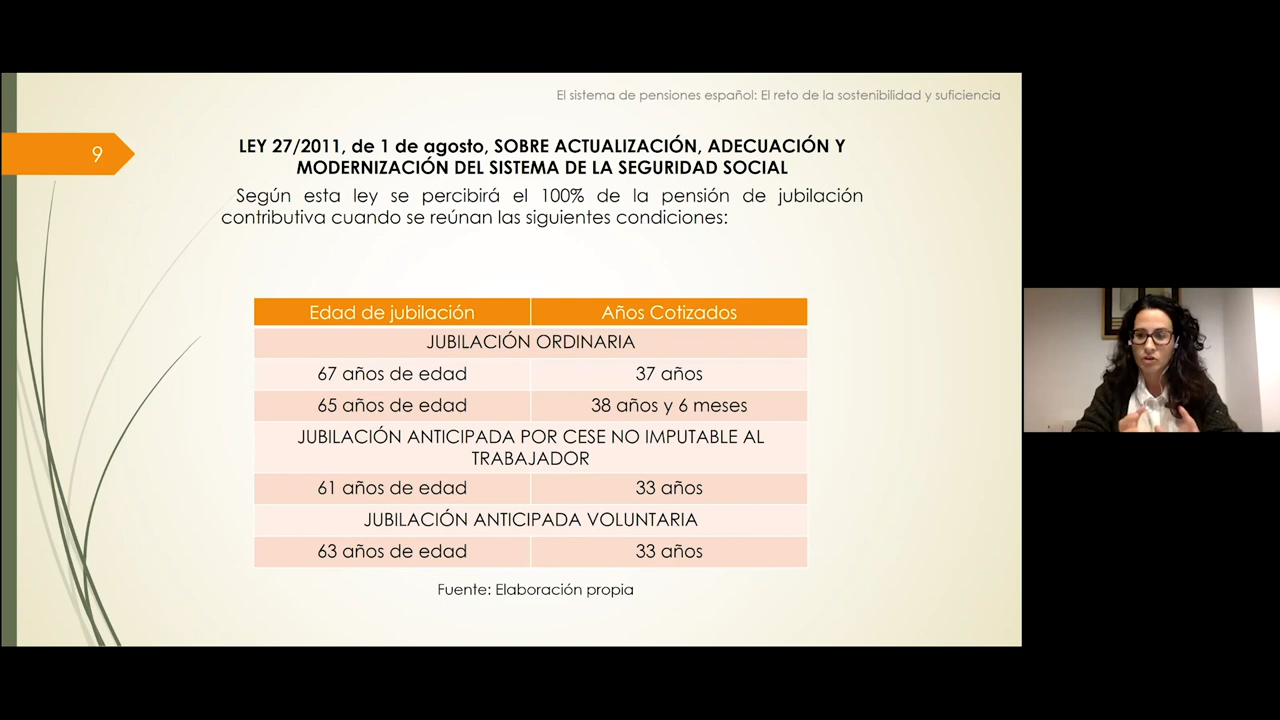 El sistema de pensiones español: El reto de la sostenibilidad y suficiencia
9
LEY 27/2011, de 1 de agosto, SOBRE ACTUALIZACIÓN, ADECUACIÓN Y
MODERNIZACIÓN DEL SISTEMA DE LA SEGURIDAD SOCIAL
Según esta ley se percibirá el 100% de la pensión de jubilación
contributiva cuando se reúnan las siguientes condiciones:
Edad de jubilación Años Cotizados
JUBILACIÓN ORDINARIA
67 años de edad 37 años
65 años de edad 38 años y 6 meses
JUBILACIÓN ANTICIPADA POR CESE NO IMPUTABLE AL
TRABAJADOR
61 años de edad 33 años
JUBILACIÓN ANTICIPADA VOLUNTARIA
63 años de edad 33 años
Fuente: Elaboración propia